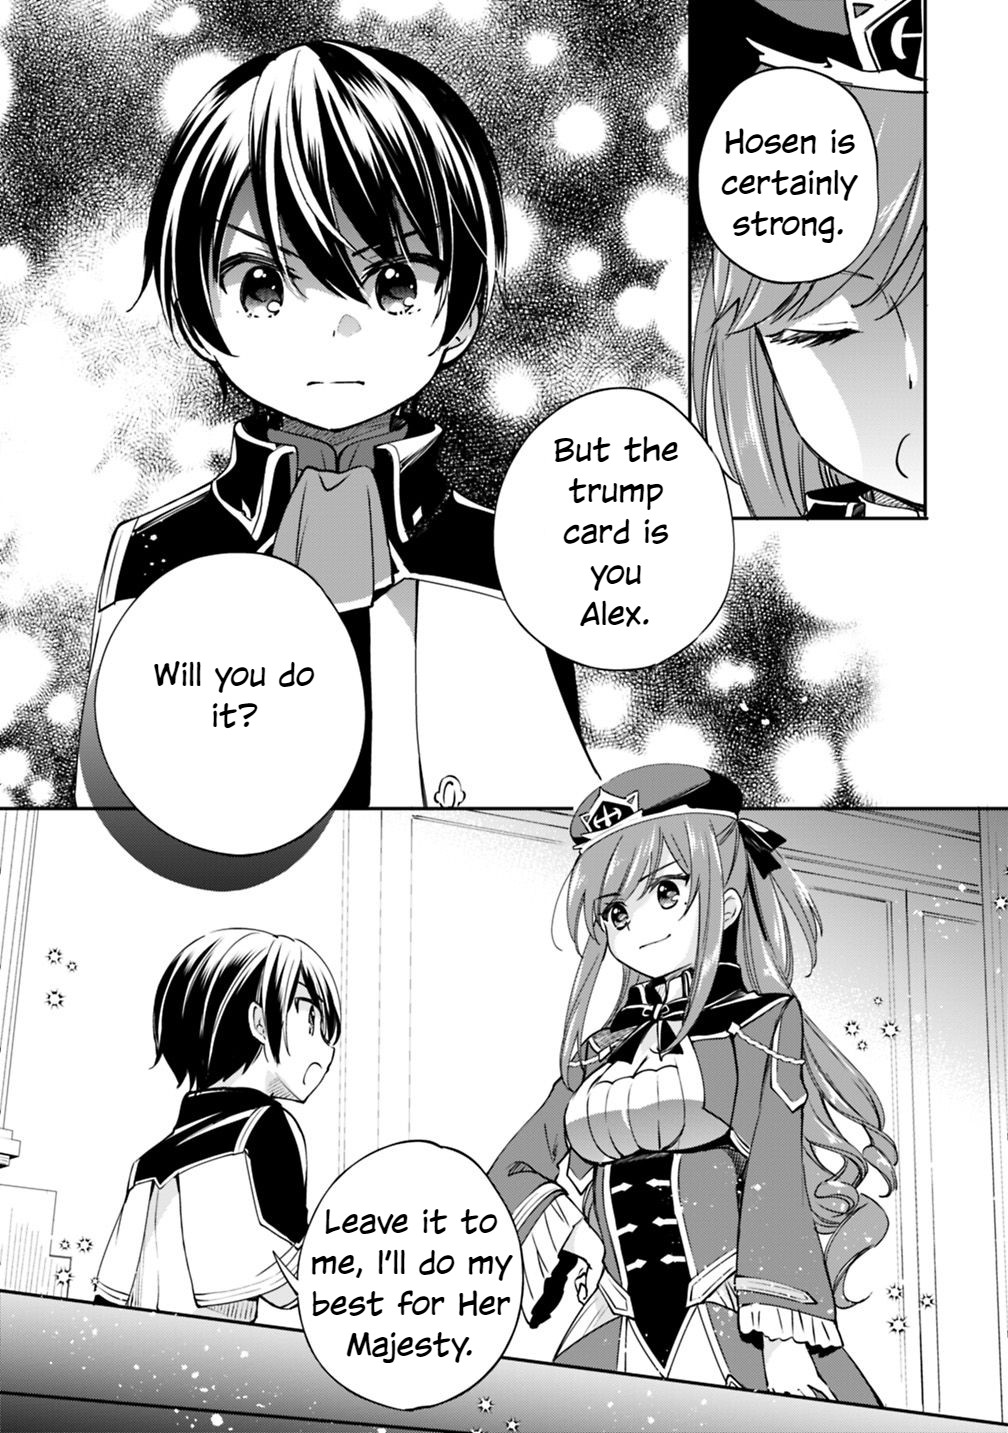 Hosen is
certainly
strong.
But the
trump
card is
you
Alex.
Will you do
it?
Leave it to
me, I'll do my
best for Her
Majesty.